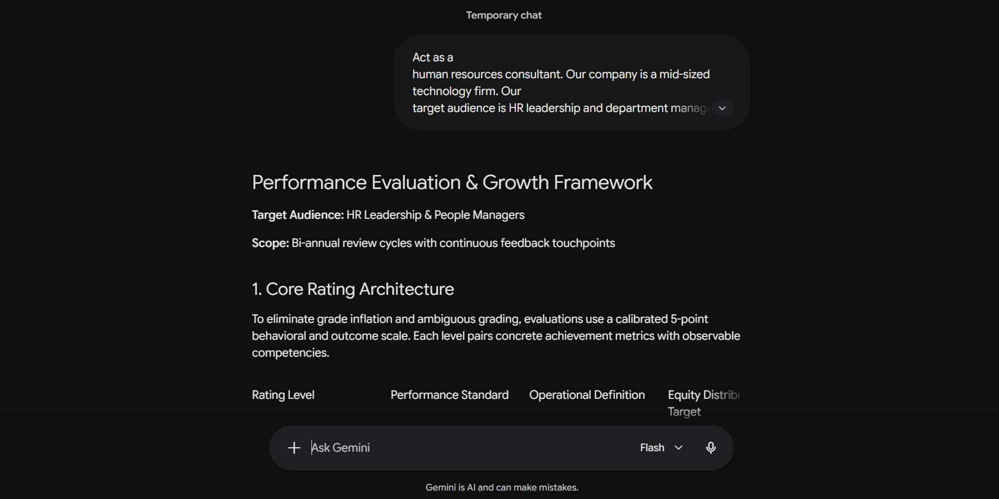 Temporary chat
Act as a
human resources consultant. Our company is a mid-sized
technology firm. Our
target audience is HR leadership and department
Performance Evaluation & Growth Framework
Target Audience: HR Leadership & People Managers
Scope: Bi-annual review cycles with continuous feedback touchpoints
1. Core Rating Architecture
To eliminate grade inflation and ambiguous grading, evaluations use a calibrated 5-point
behavioral and outcome scale. Each level pairs concrete achievement metrics with observable
competencies.
Rating Level Performance Standard Operational Definition Equity
Target
Ask Gemini Flash
Gemini is AI and can make mistakes.